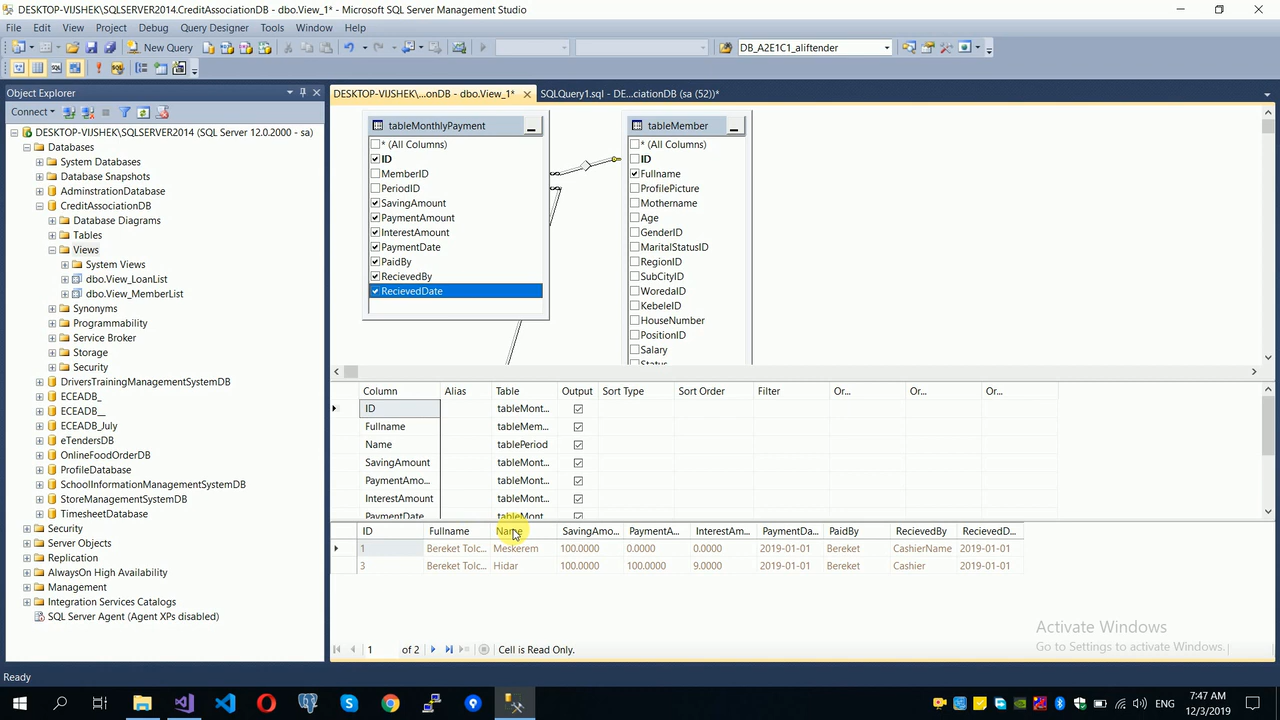 DESKTOP-VIJSHEK\SQLSERVER2014.CreditAssociationDB - dbo.View_1* - Microsoft SQL Server Management Studio
File Edit View Project Debug Query Designer Tools Window Help
New Query DB_A2E1C1_aliftender
Object Explorer
DESKTOP-VIJSHEK\...onDB - dbo.View_1* SQLQuery1.sql - DE...ciationDB (sa (52))*
Connect
DESKTOP-VIJSHEK\SQLSERVER2014 (SQL Server 12.0.2000 - sa)
Databases
System Databases
Database Snapshots
AdminstrationDatabase
CreditAssociationDB
Database Diagrams
Tables
Views
System Views
dbo.View_LoanList
dbo.View_MemberList
Synonyms
Programmability
Service Broker
Storage
Security
DriversTrainingManagementSystemDB
ECEADB_
ECEADB__
ECEADB_July
eTendersDB
OnlineFoodOrderDB
ProfileDatabase
SchoolInformationManagementSystemDB
StoreManagementSystemDB
TimesheetDatabase
Security
Server Objects
Replication
AlwaysOn High Availability
Management
Integration Services Catalogs
SQL Server Agent (Agent XPs disabled)
tableMonthlyPayment
* (All Columns)
ID
MemberID
PeriodID
SavingAmount
PaymentAmount
InterestAmount
PaymentDate
PaidBy
RecievedBy
RecievedDate
tableMember
* (All Columns)
ID
Fullname
ProfilePicture
Mothername
Age
GenderID
MaritalStatusID
RegionID
SubCityID
WoredaID
KebeleID
HouseNumber
PositionID
Salary
Status
Column Alias Table Output Sort Type Sort Order Filter Or... Or... Or...
ID tableMont...
Fullname tableMem...
Name tablePeriod
SavingAmount tableMont...
PaymentAmo... tableMont...
InterestAmount tableMont...
PaymentDate tableMont...
ID Fullname Name SavingAmo... PaymentA... InterestAm... PaymentDa... PaidBy RecievedBy RecievedD...
1 Bereket Tolc... Meskerem 100.0000 0.0000 0.0000 2019-01-01 Bereket CashierName 2019-01-01
3 Bereket Tolc... Hidar 100.0000 100.0000 9.0000 2019-01-01 Bereket Cashier 2019-01-01
Activate Windows
Go to Settings to activate Windows.
1 of 2 Cell is Read Only.
Ready
ENG
7:47 AM
12/3/2019